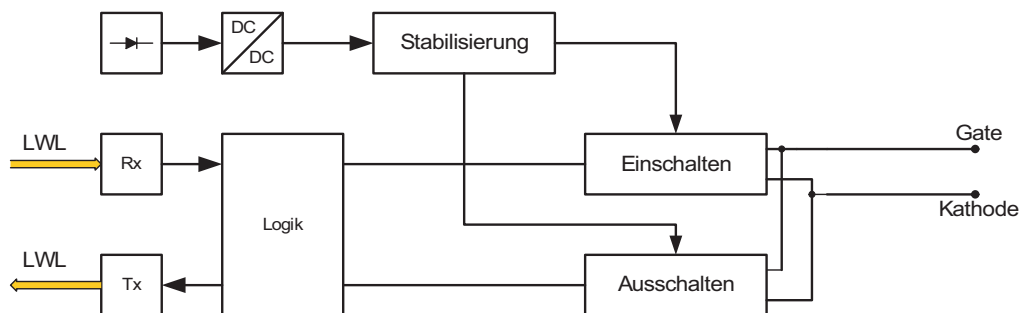 DC
DC
Stabilisierung
LWL
Rx
Logik
Einschalten
Gate
Kathode
LWL
Tx
Ausschalten